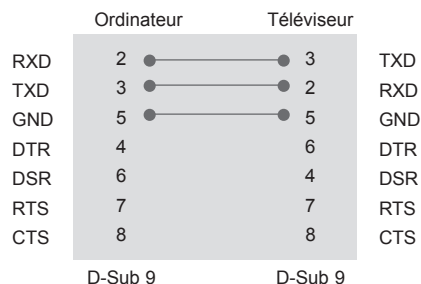 Ordinateur Téléviseur
RXD 2 3 TXD
TXD 3 2 RXD
GND 5 5 GND
DTR 4 6 DTR
DSR 6 4 DSR
RTS 7 7 RTS
CTS 8 8 CTS
D-Sub 9 D-Sub 9